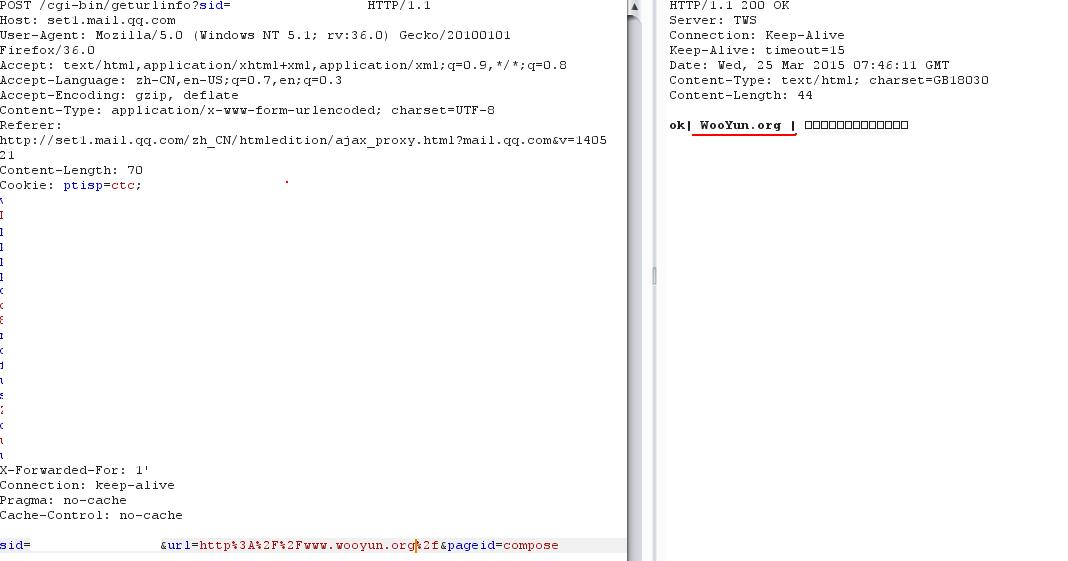 POST /cgi-bin/geturlinfo?sid= HTTP/1.1
Host: set1.mail.qq.com
User-Agent: Mozilla/5.0 (Windows NT 5.1; rv:36.0) Gecko/20100101
Firefox/36.0
Accept: text/html,application/xhtml+xml,application/xml;q=0.9,*/*;q=0.8
Accept-Language: zh-CN,en-US;q=0.7,en;q=0.3
Accept-Encoding: gzip, deflate
Content-Type: application/x-www-form-urlencoded; charset=UTF-8
Referer:
http://set1.mail.qq.com/zh_CN/htmledition/ajax_proxy.html?mail.qq.com&v=1405
21
Content-Length: 70
Cookie: ptisp=ctc;
X-Forwarded-For: 1'
Connection: keep-alive
Pragma: no-cache
Cache-Control: no-cache
sid= &url=http%3A%2F%2Fwww.wooyun.org%2f&pageid=compose
HTTP/1.1 200 OK
Server: TWS
Connection: Keep-Alive
Keep-Alive: timeout=15
Date: Wed, 25 Mar 2015 07:46:11 GMT
Content-Type: text/html; charset=GB18030
Content-Length: 44
ok| WooYun.org | □□□□□□□□□□□□□